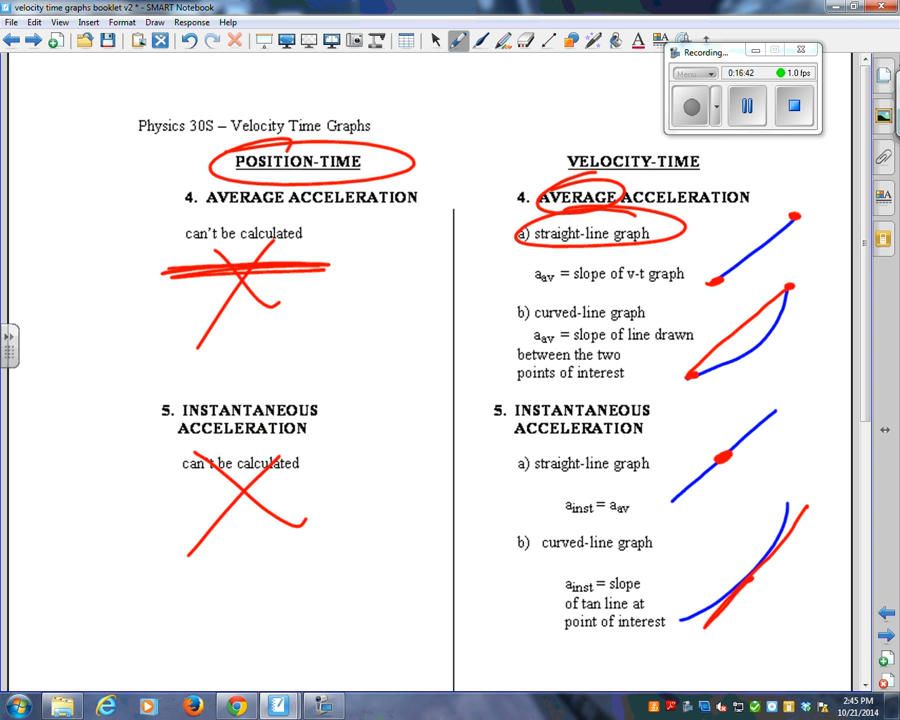 velocity time graphs booklet v2 * - SMART Notebook
File Edit View Insert Format Draw Response Help
Recording...
Menu
0:16:42
1.0 fps
Physics 30S – Velocity Time Graphs
POSITION-TIME
4. AVERAGE ACCELERATION
can't be calculated
5. INSTANTANEOUS
ACCELERATION
can't be calculated
VELOCITY-TIME
4. AVERAGE ACCELERATION
a) straight-line graph
aav = slope of v-t graph
b) curved-line graph
aav = slope of line drawn
between the two
points of interest
5. INSTANTANEOUS
ACCELERATION
a) straight-line graph
ainst = aav
b) curved-line graph
ainst = slope
of tan line at
point of interest
2:45 PM
10/21/2014